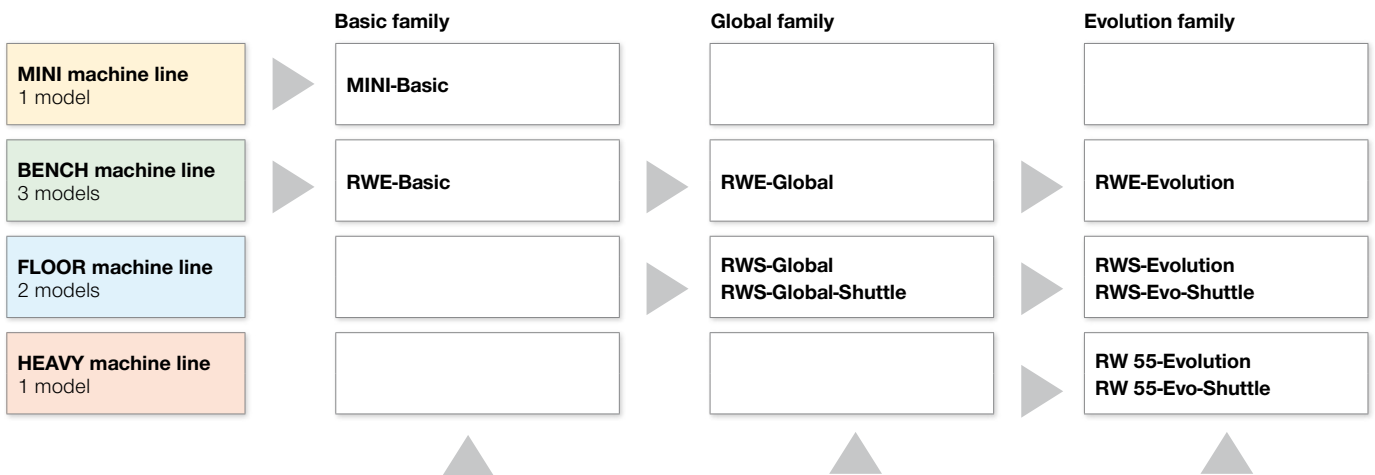 Basic family
Global family
Evolution family
MINI machine line
1 model
MINI-Basic
BENCH machine line
3 models
RWE-Basic
RWE-Global
RWE-Evolution
FLOOR machine line
2 models
RWS-Global
RWS-Global-Shuttle
RWS-Evolution
RWS-Evo-Shuttle
HEAVY machine line
1 model
RW 55-Evolution
RW 55-Evo-Shuttle